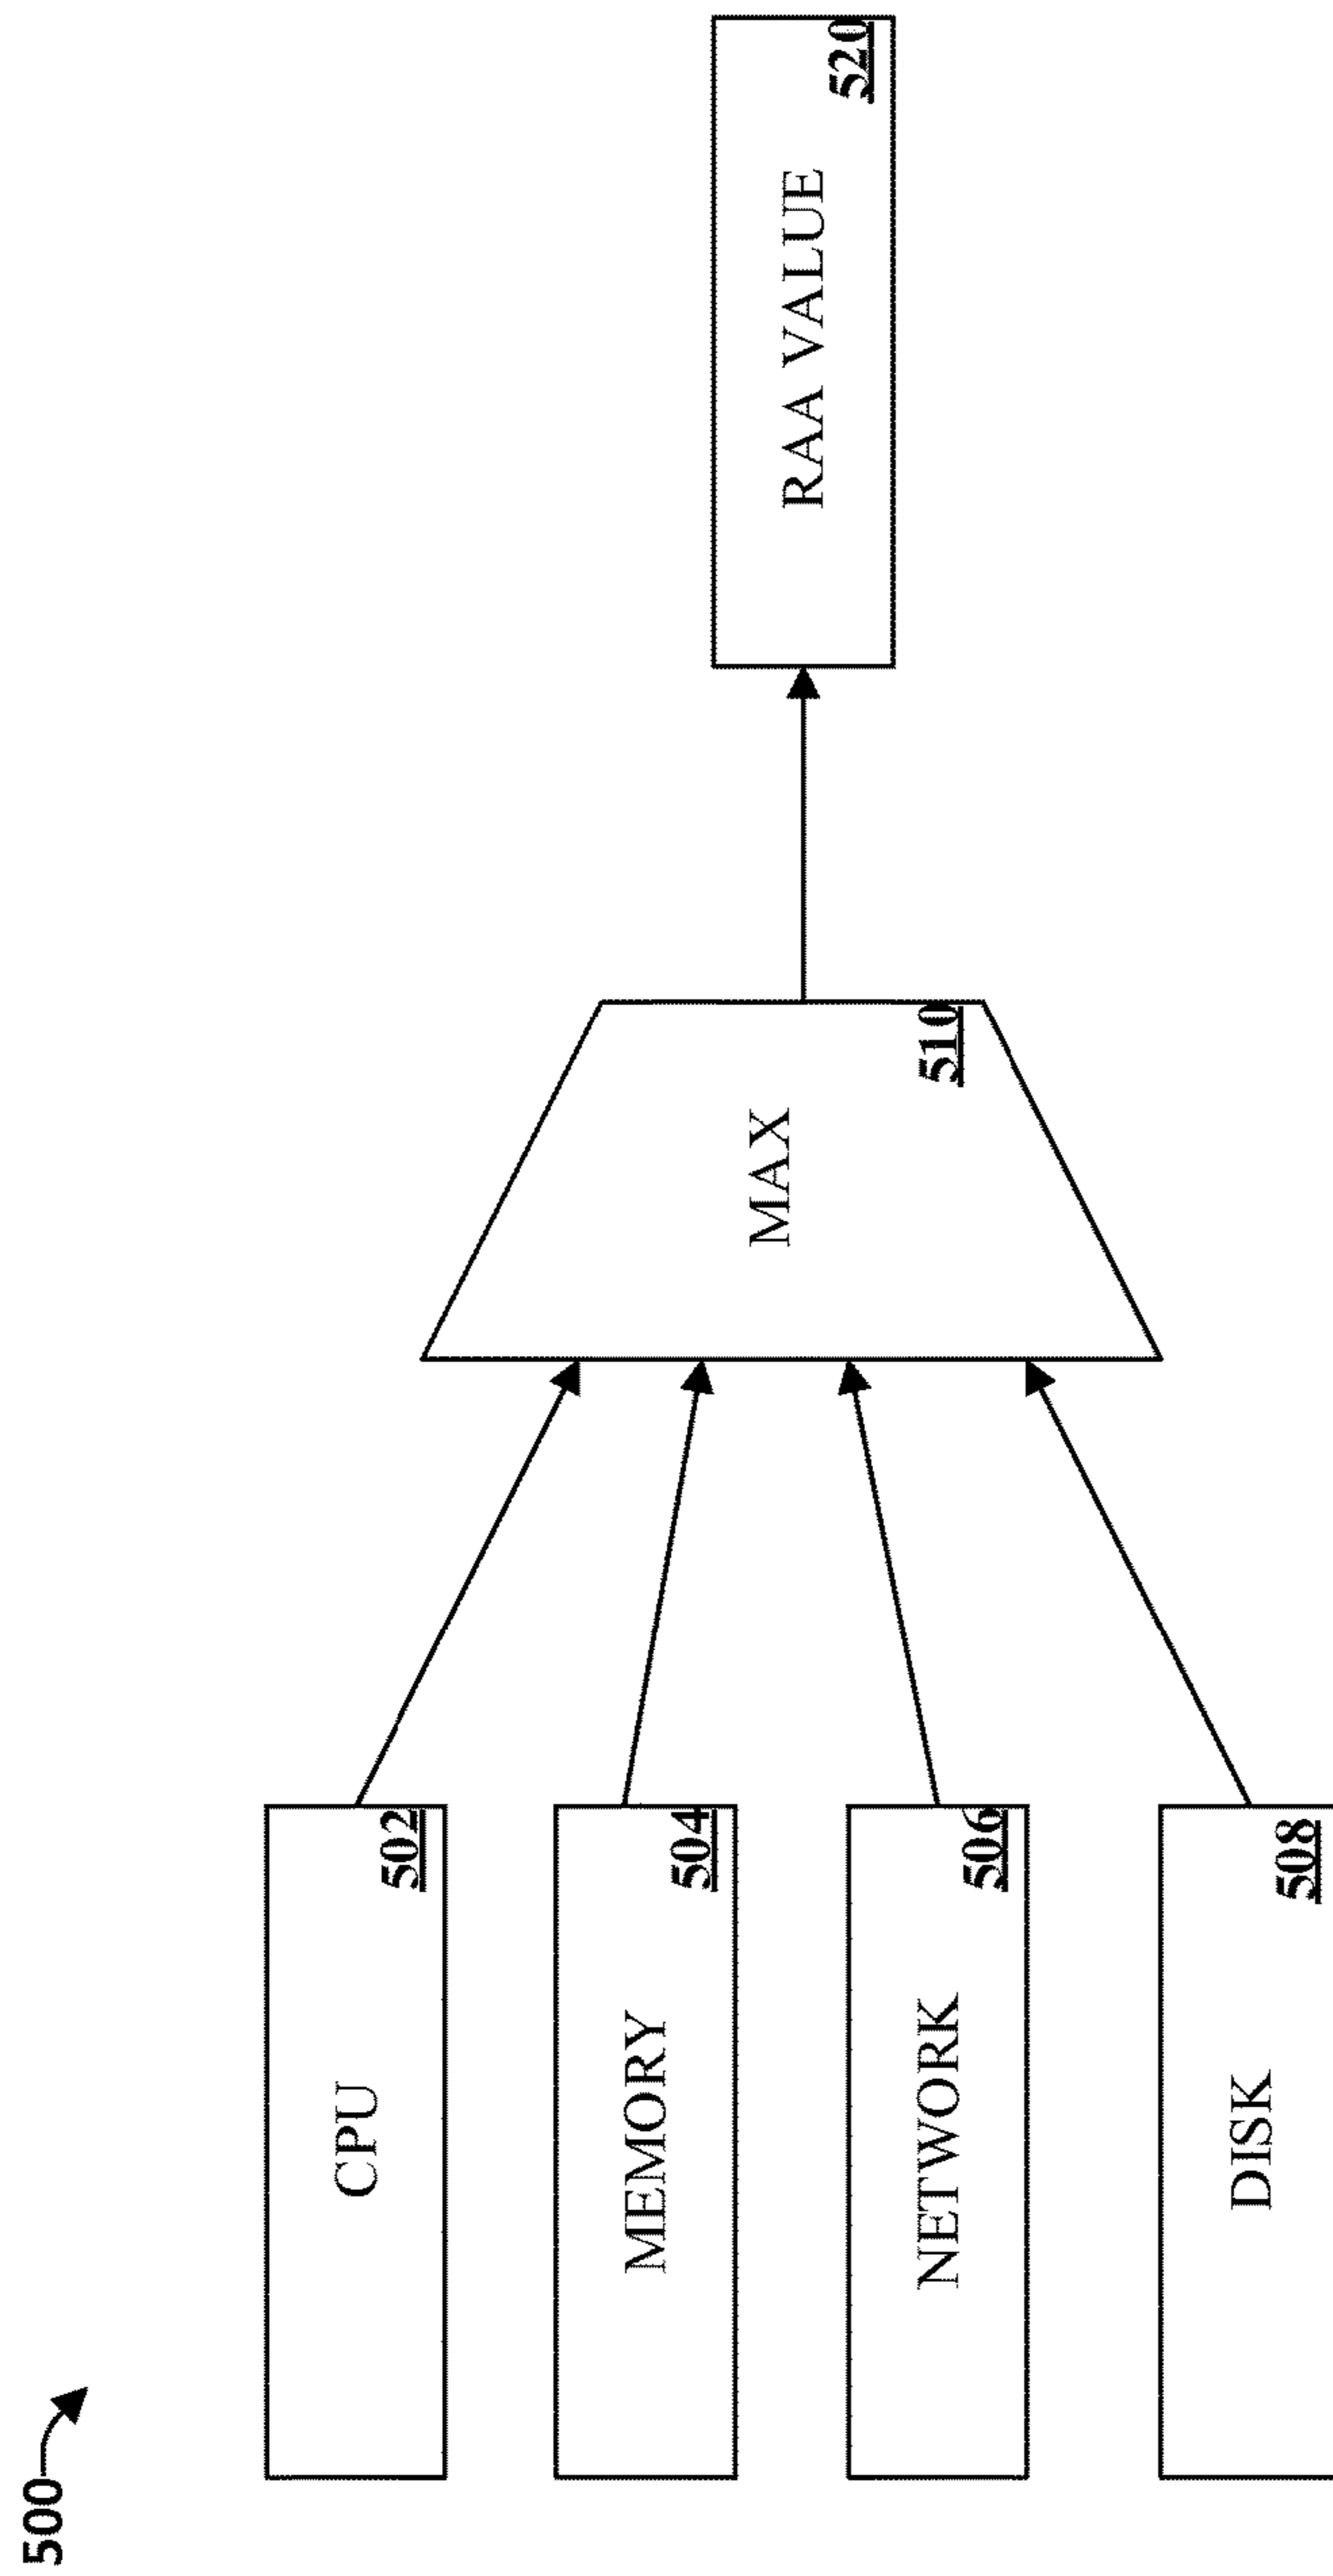 500
CPU
502
MEMORY
504
NETWORK
506
DISK
508
MAX
510
RAA VALUE
520